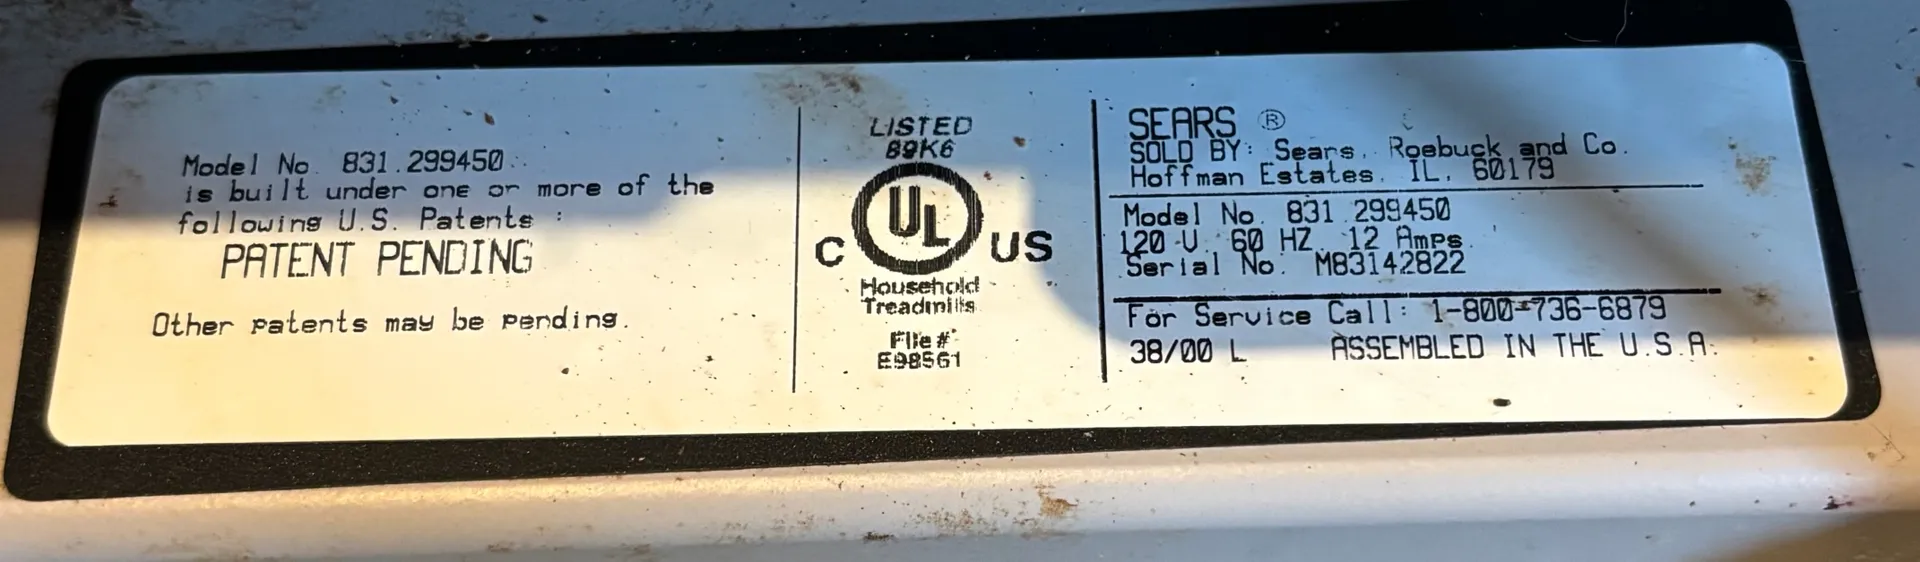 Model No. 831.299450
is built under one or more of the
following U.S. Patents :
PATENT PENDING
Other patents may be pending.
LISTED
89K6
UL
C US
Household
Treadmills
File #
E98561
SEARS ®
SOLD BY: Sears, Roebuck and Co.
Hoffman Estates, IL. 60179
Model No. 831.299450
120 V. 60 HZ. 12 Amps.
Serial No. M83142822
For Service Call: 1-800-736-6879
38/00 L ASSEMBLED IN THE U.S.A.